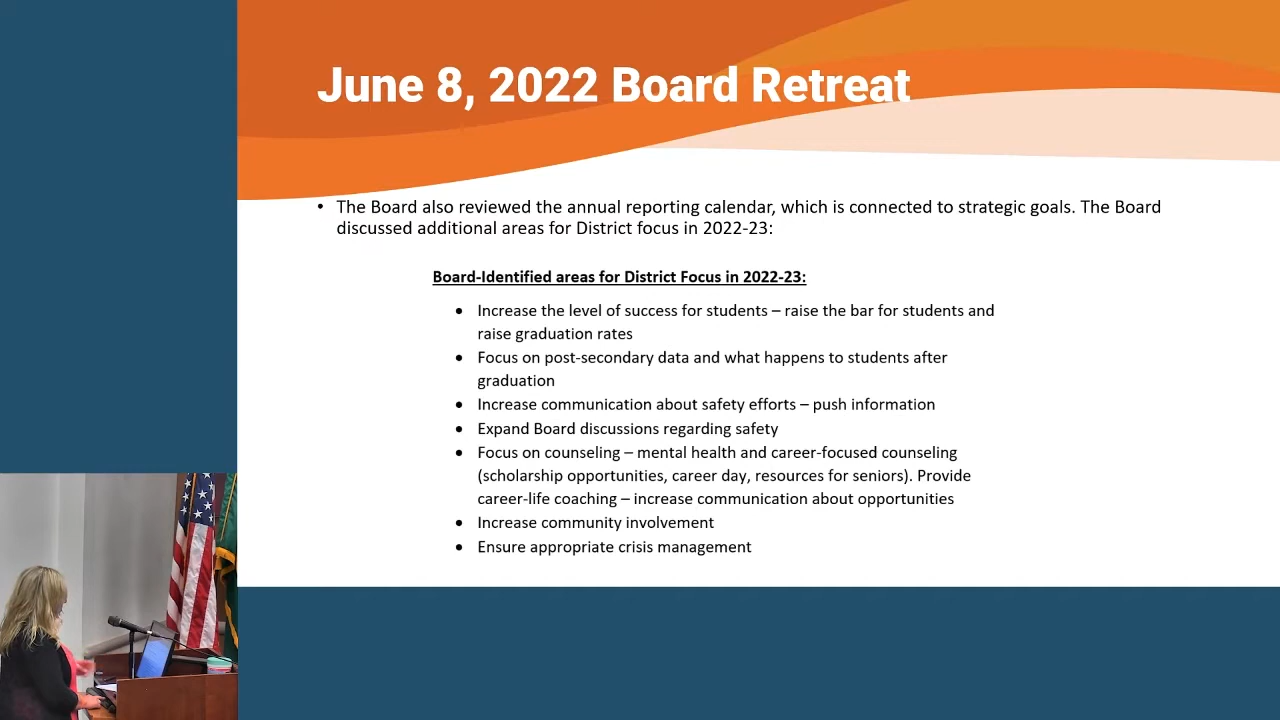 June 8, 2022 Board Retreat
• The Board also reviewed the annual reporting calendar, which is connected to strategic goals. The Board
discussed additional areas for District focus in 2022-23:
Board-Identified areas for District Focus in 2022-23:
• Increase the level of success for students – raise the bar for students and
raise graduation rates
• Focus on post-secondary data and what happens to students after
graduation
• Increase communication about safety efforts – push information
• Expand Board discussions regarding safety
• Focus on counseling – mental health and career-focused counseling
(scholarship opportunities, career day, resources for seniors). Provide
career-life coaching – increase communication about opportunities
• Increase community involvement
• Ensure appropriate crisis management